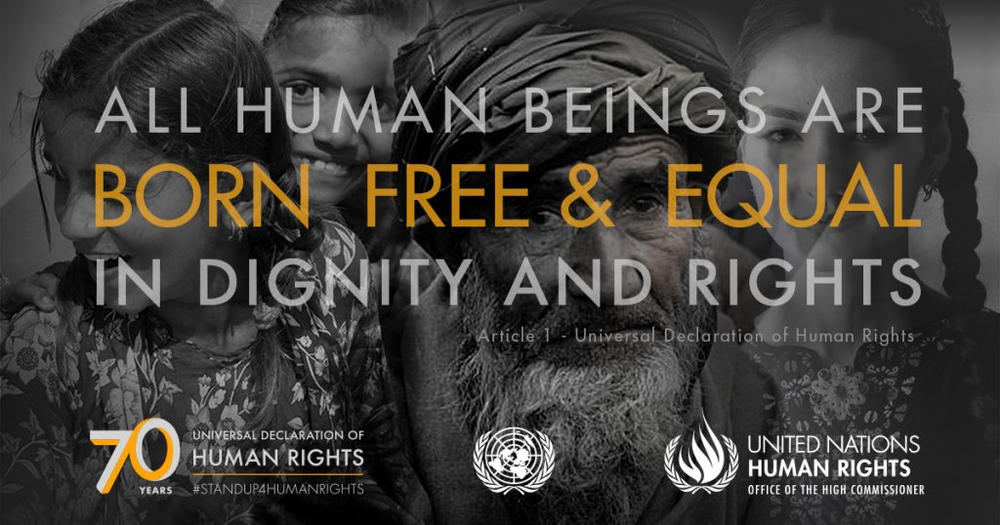 ALL HUMAN BEINGS ARE
BORN FREE & EQUAL
IN DIGNITY AND RIGHTS
Article 1 - Universal Declaration of Human Rights
70
YEARS
UNIVERSAL DECLARATION OF
HUMAN RIGHTS
#STANDUP4HUMANRIGHTS
UNITED NATIONS
HUMAN RIGHTS
OFFICE OF THE HIGH COMMISSIONER